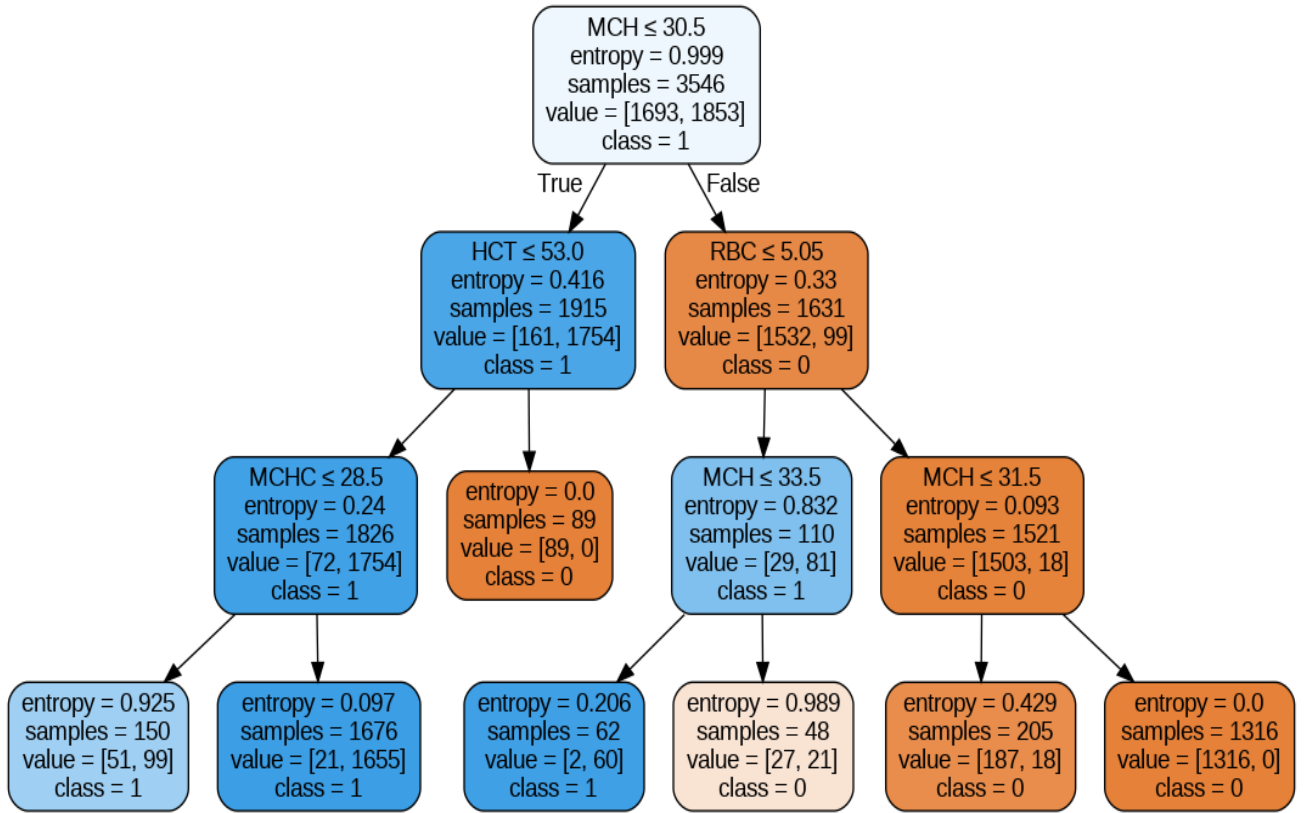 MCH ≤ 30.5
entropy = 0.999
samples = 3546
value = [1693, 1853]
class = 1
True
False
HCT ≤ 53.0
entropy = 0.416
samples = 1915
value = [161, 1754]
class = 1
RBC ≤ 5.05
entropy = 0.33
samples = 1631
value = [1532, 99]
class = 0
MCHC ≤ 28.5
entropy = 0.24
samples = 1826
value = [72, 1754]
class = 1
entropy = 0.0
samples = 89
value = [89, 0]
class = 0
MCH ≤ 33.5
entropy = 0.832
samples = 110
value = [29, 81]
class = 1
MCH ≤ 31.5
entropy = 0.093
samples = 1521
value = [1503, 18]
class = 0
entropy = 0.925
samples = 150
value = [51, 99]
class = 1
entropy = 0.097
samples = 1676
value = [21, 1655]
class = 1
entropy = 0.206
samples = 62
value = [2, 60]
class = 1
entropy = 0.989
samples = 48
value = [27, 21]
class = 0
entropy = 0.429
samples = 205
value = [187, 18]
class = 0
entropy = 0.0
samples = 1316
value = [1316, 0]
class = 0